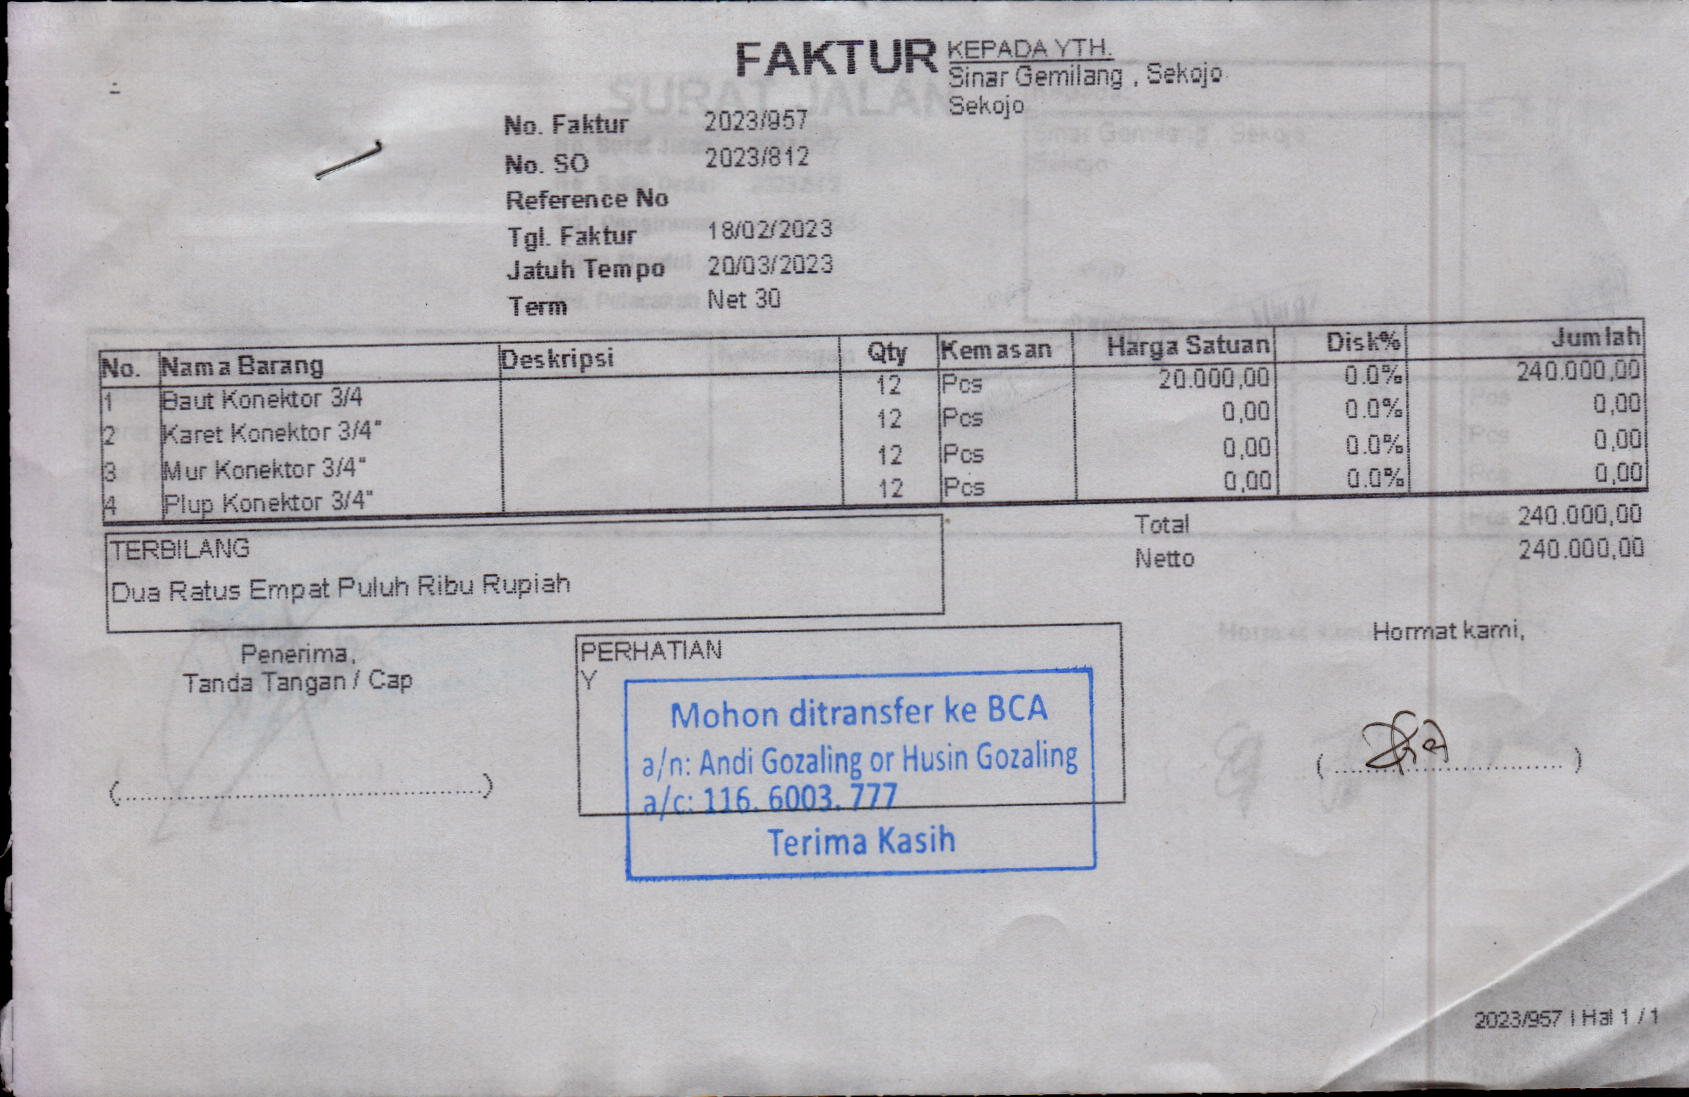 FAKTUR
KEPADA YTH.
Sinar Gemilang , Sekojo
Sekojo
No. Faktur 2023/957
No. SO 2023/812
Reference No
Tgl. Faktur 18/02/2023
Jatuh Tempo 20/03/2023
Term Net 30
No. Nama Barang Deskripsi Qty Kemasan Harga Satuan Disk% Jumlah
1 Baut Konektor 3/4 12 Pcs 20.000,00 0.0% 240.000,00
2 Karet Konektor 3/4" 12 Pcs 0,00 0.0% 0,00
3 Mur Konektor 3/4" 12 Pcs 0,00 0.0% 0,00
4 Plup Konektor 3/4" 12 Pcs 0,00 0.0% 0,00
Total 240.000,00
Netto 240.000,00
TERBILANG
Dua Ratus Empat Puluh Ribu Rupiah
Penerima,
Tanda Tangan / Cap
PERHATIAN
Y
Mohon ditransfer ke BCA
a/n: Andi Gozaling or Husin Gozaling
a/c: 116. 6003. 777
Terima Kasih
Hormat kami,
2023/957 | Hal 1 / 1